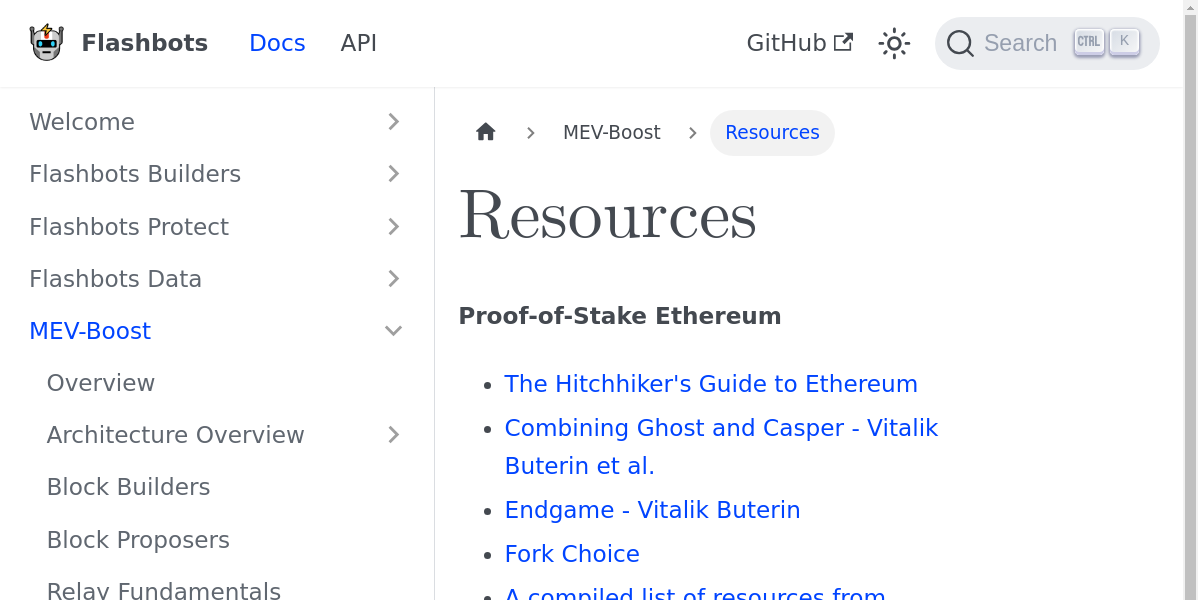 Flashbots
Docs
API
GitHub
Search
CTRL
K
Welcome
Flashbots Builders
Flashbots Protect
Flashbots Data
MEV-Boost
Overview
Architecture Overview
Block Builders
Block Proposers
Relay Fundamentals
MEV-Boost
Resources
Resources
Proof-of-Stake Ethereum
The Hitchhiker's Guide to Ethereum
Combining Ghost and Casper - Vitalik
Buterin et al.
Endgame - Vitalik Buterin
Fork Choice
A compiled list of resources from